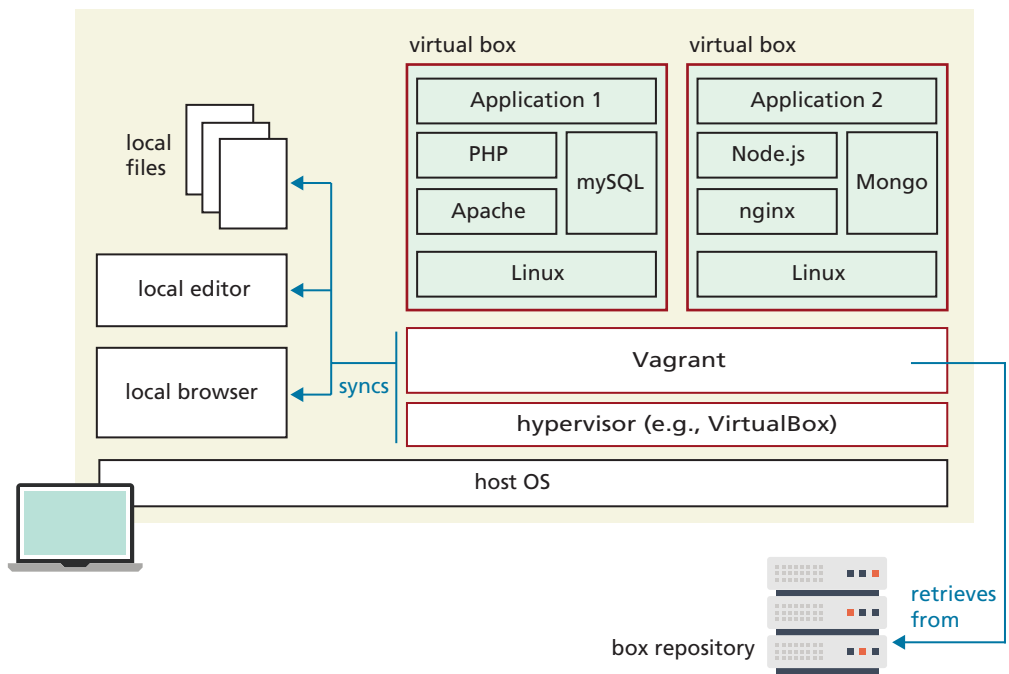 virtual box
virtual box
Application 1
Application 2
local
files
PHP
mySQL
Node.js
Mongo
Apache
nginx
Linux
Linux
local editor
Vagrant
local browser
syncs
hypervisor (e.g., VirtualBox)
host OS
retrieves
from
box repository